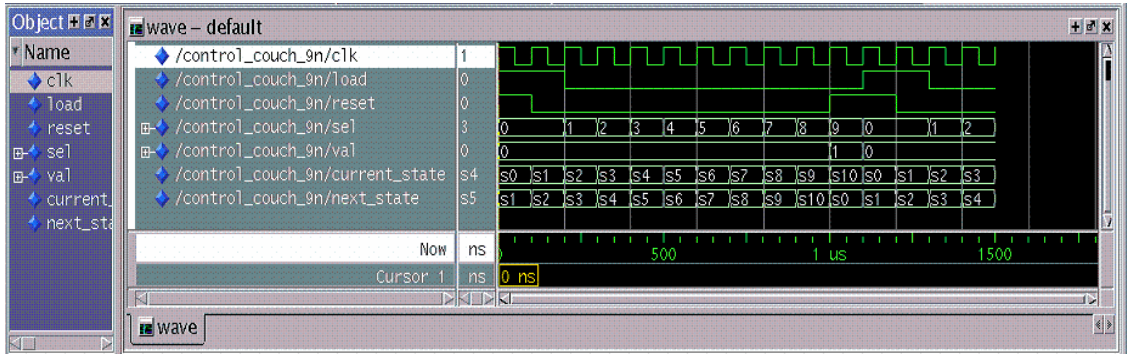 Object
wave – default
Name
clk
load
reset
sel
val
current_
next_sta
/control_couch_9n/clk 1
/control_couch_9n/load 0
/control_couch_9n/reset 0
/control_couch_9n/sel 3 0 1 2 3 4 5 6 7 8 9 0 1 2
/control_couch_9n/val 0 0 1 0
/control_couch_9n/current_state s4 s0 s1 s2 s3 s4 s5 s6 s7 s8 s9 s10 s0 s1 s2 s3
/control_couch_9n/next_state s5 s1 s2 s3 s4 s5 s6 s7 s8 s9 s10 s0 s1 s2 s3 s4
Now ns 500 1 us 1500
Cursor 1 ns 0 ns
wave